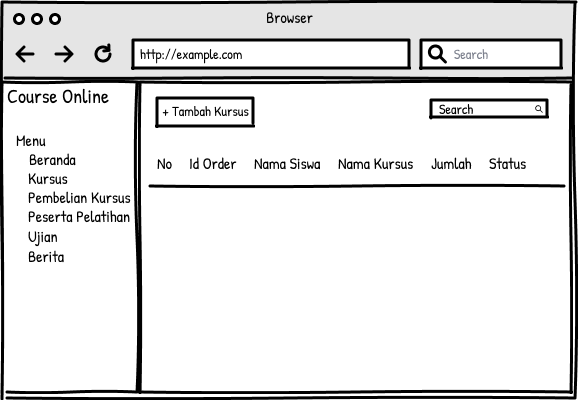 Browser
http://example.com
Search
Course Online
+ Tambah Kursus
Search
Menu
Beranda
Kursus
Pembelian Kursus
Peserta Pelatihan
Ujian
Berita
No Id Order Nama Siswa Nama Kursus Jumlah Status